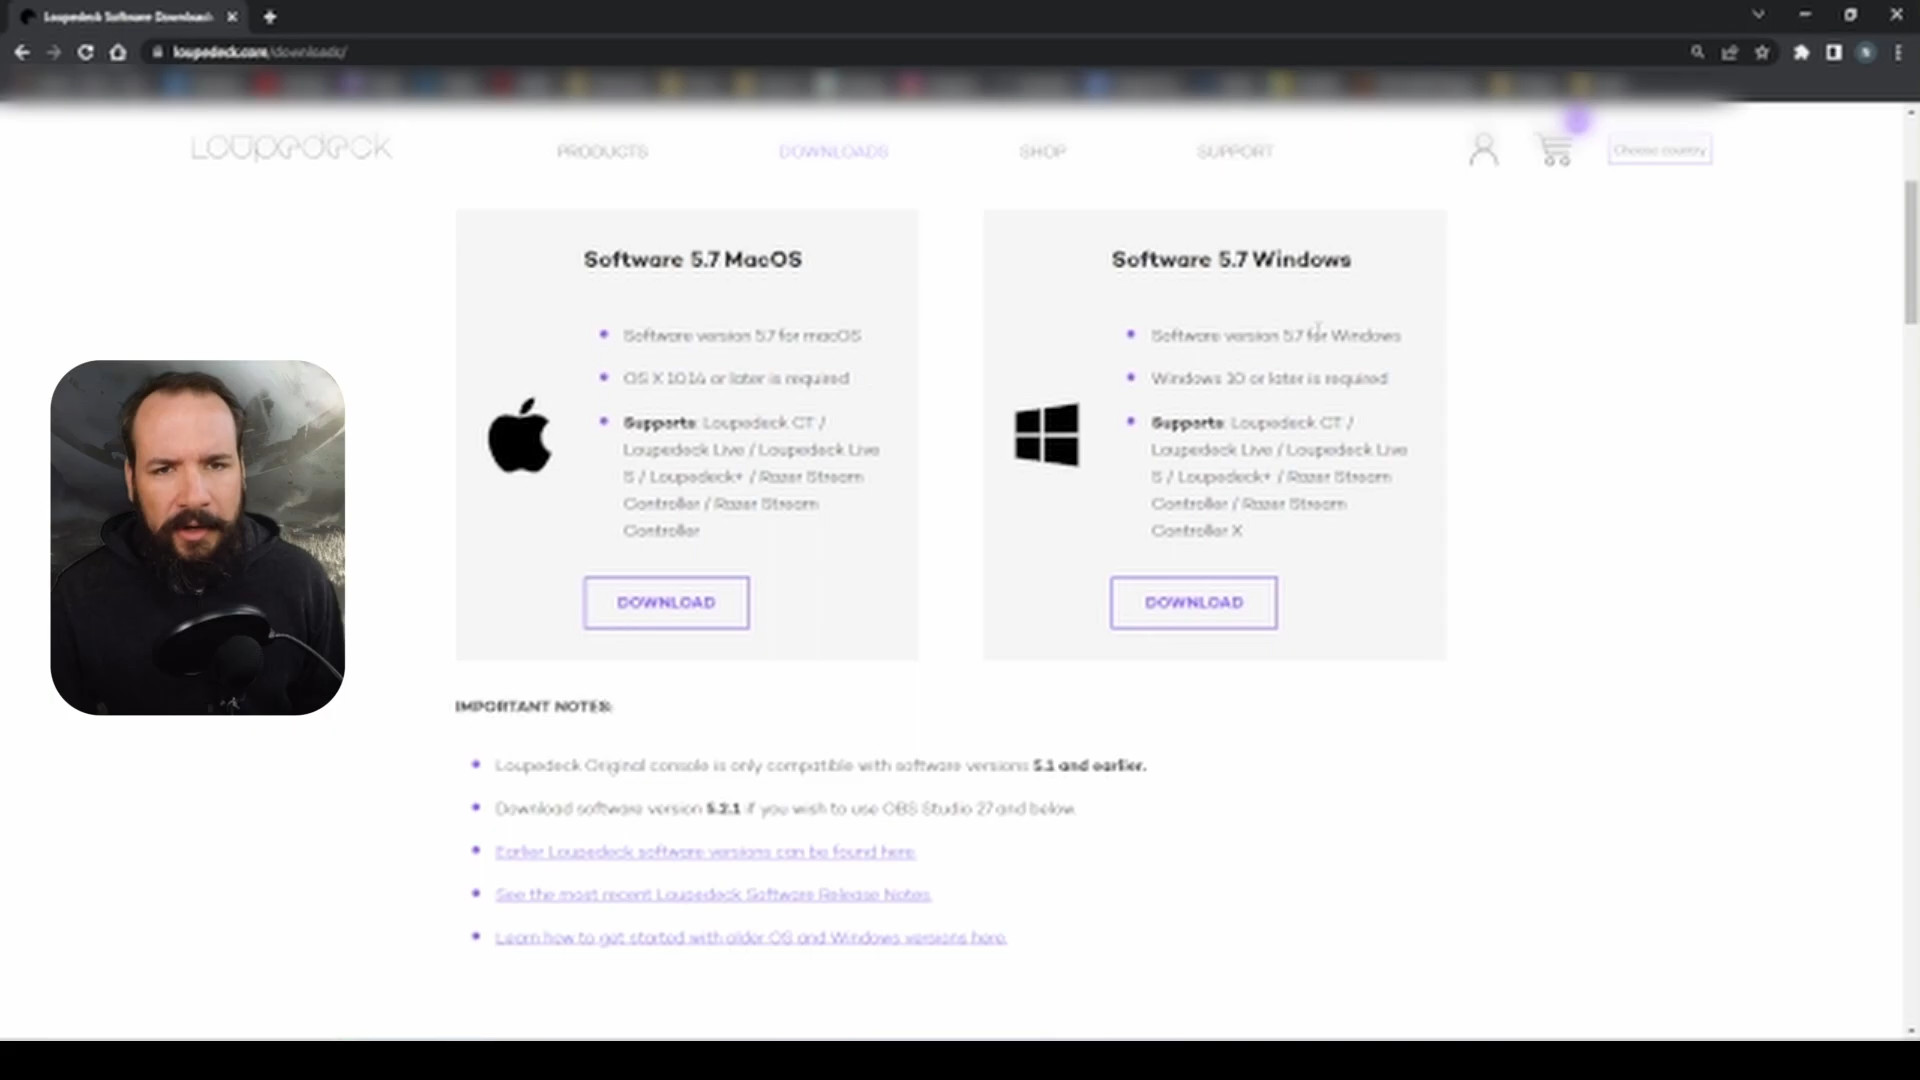 Loupedeck Software Downloads
loupedeck.com/downloads/
Loupedeck
PRODUCTS
DOWNLOADS
SHOP
SUPPORT
Choose country
Software 5.7 MacOS
Software version 5.7 for macOS
OS X 10.14 or later is required
Supports: Loupedeck CT /
Loupedeck Live / Loupedeck Live
S / Loupedeck+ / Razer Stream
Controller / Razer Stream
Controller
DOWNLOAD
Software 5.7 Windows
Software version 5.7 for Windows
Windows 10 or later is required
Supports: Loupedeck CT /
Loupedeck Live / Loupedeck Live
S / Loupedeck+ / Razer Stream
Controller / Razer Stream
Controller X
DOWNLOAD
IMPORTANT NOTES:
Loupedeck Original console is only compatible with software versions 5.1 and earlier.
Download software version 5.2.1 if you wish to use OBS Studio 27 and below.
Earlier Loupedeck software versions can be found here.
See the most recent Loupedeck Software Release Notes.
Learn how to get started with older OS and Windows versions here.